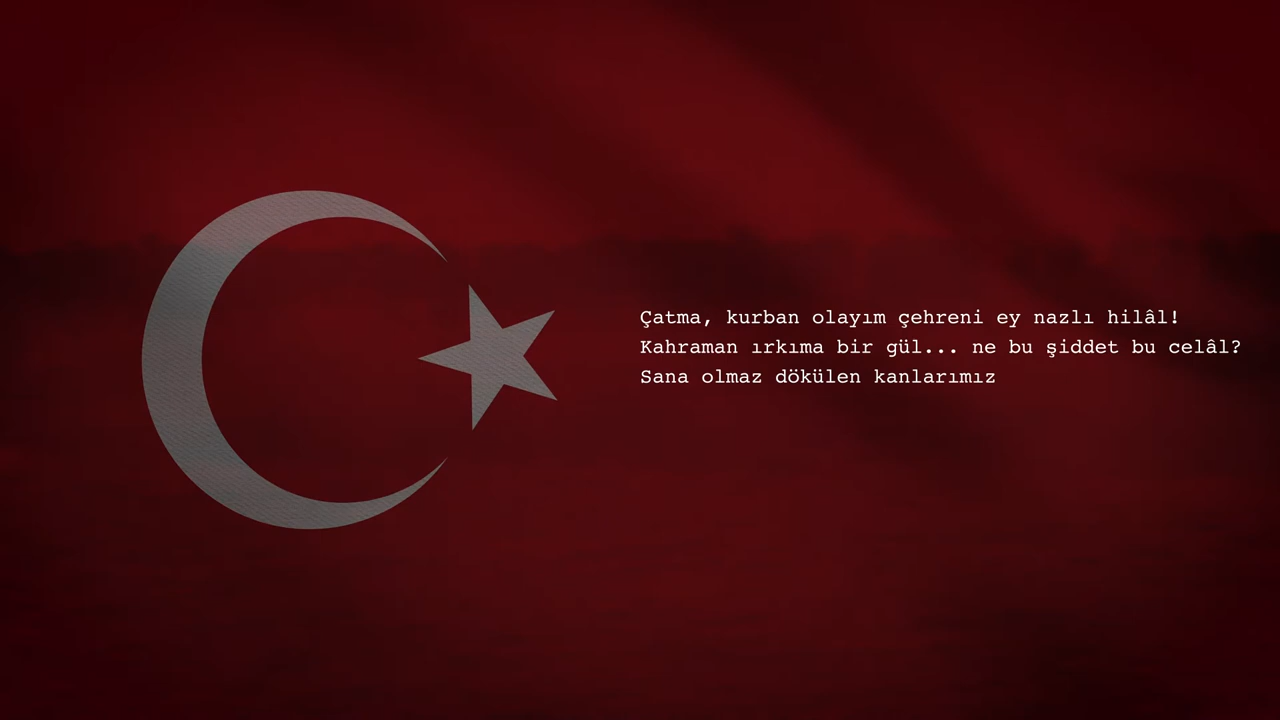 Çatma, kurban olayım çehreni ey nazlı hilâl!
Kahraman ırkıma bir gül... ne bu şiddet bu celâl?
Sana olmaz dökülen kanlarımız